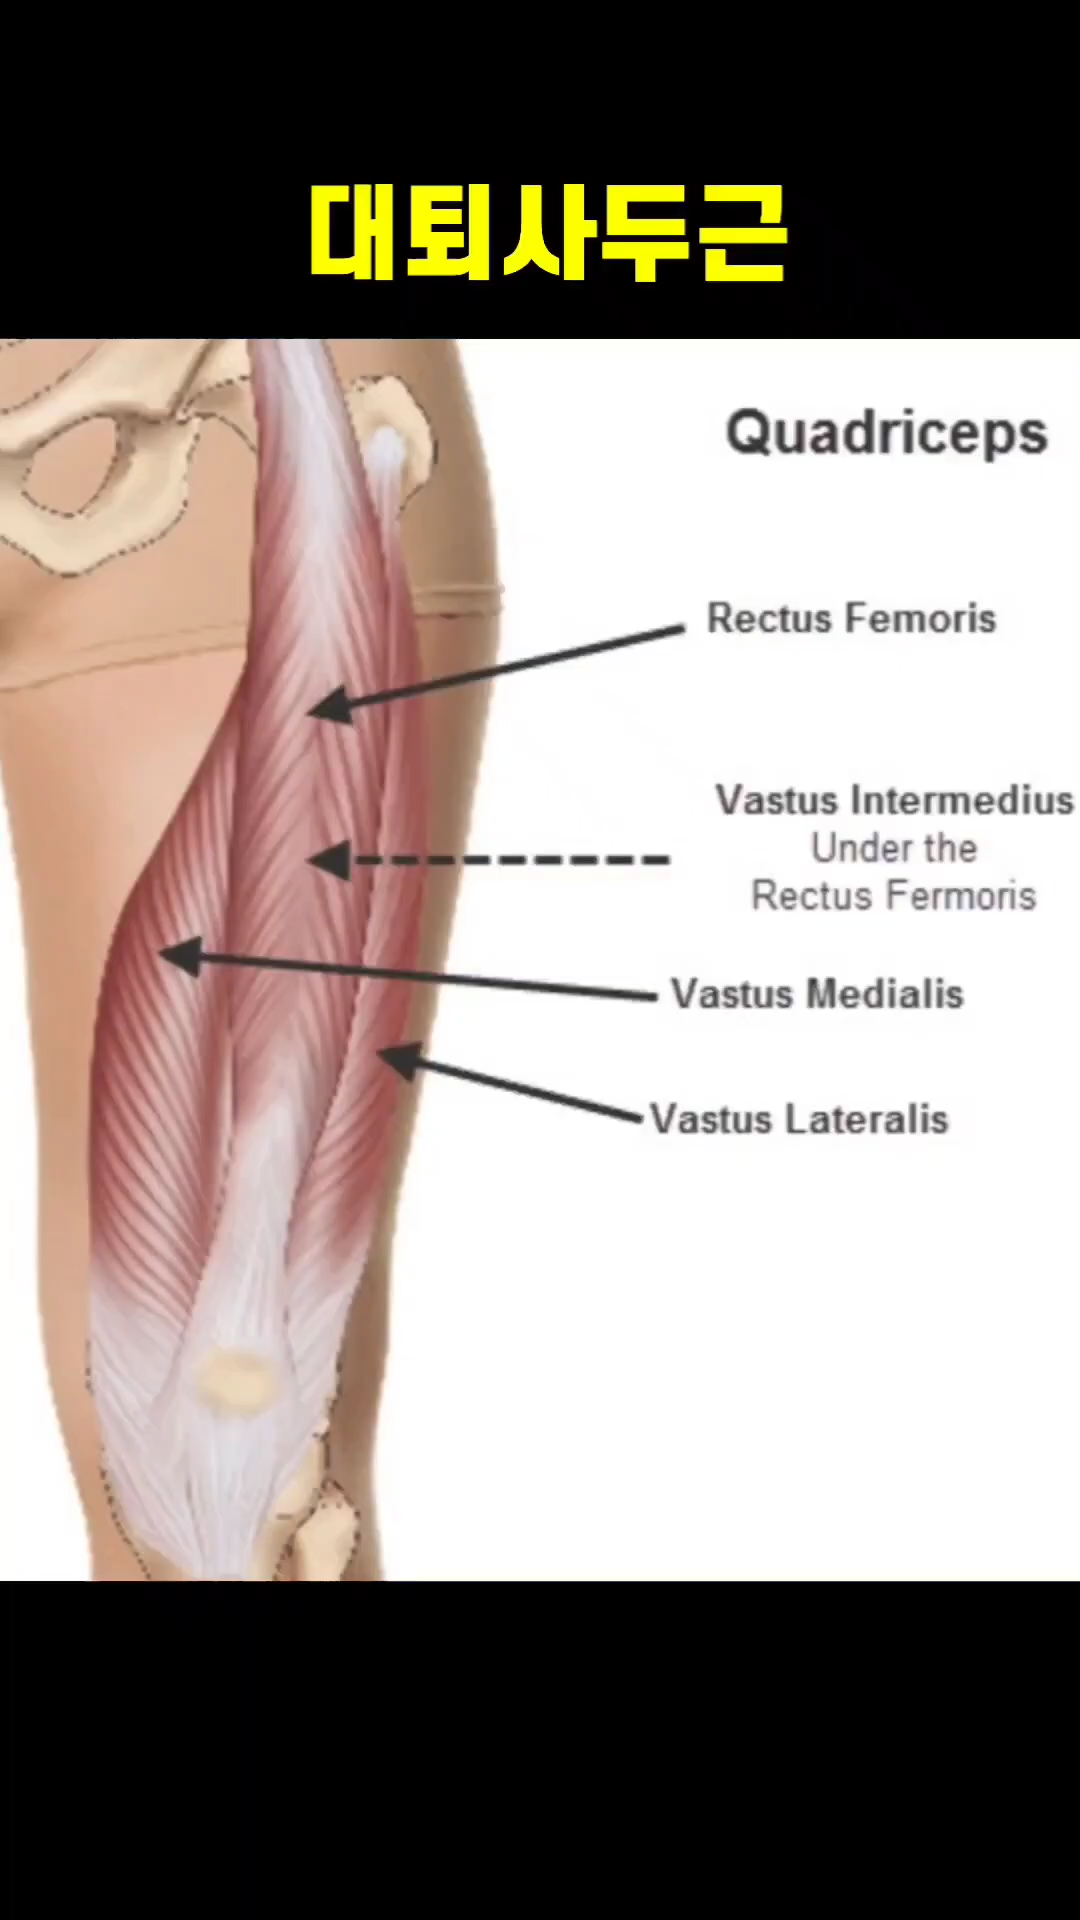 대퇴사두근
Quadriceps
Rectus Femoris
Vastus Intermedius
Under the
Rectus Fermoris
Vastus Medialis
Vastus Lateralis